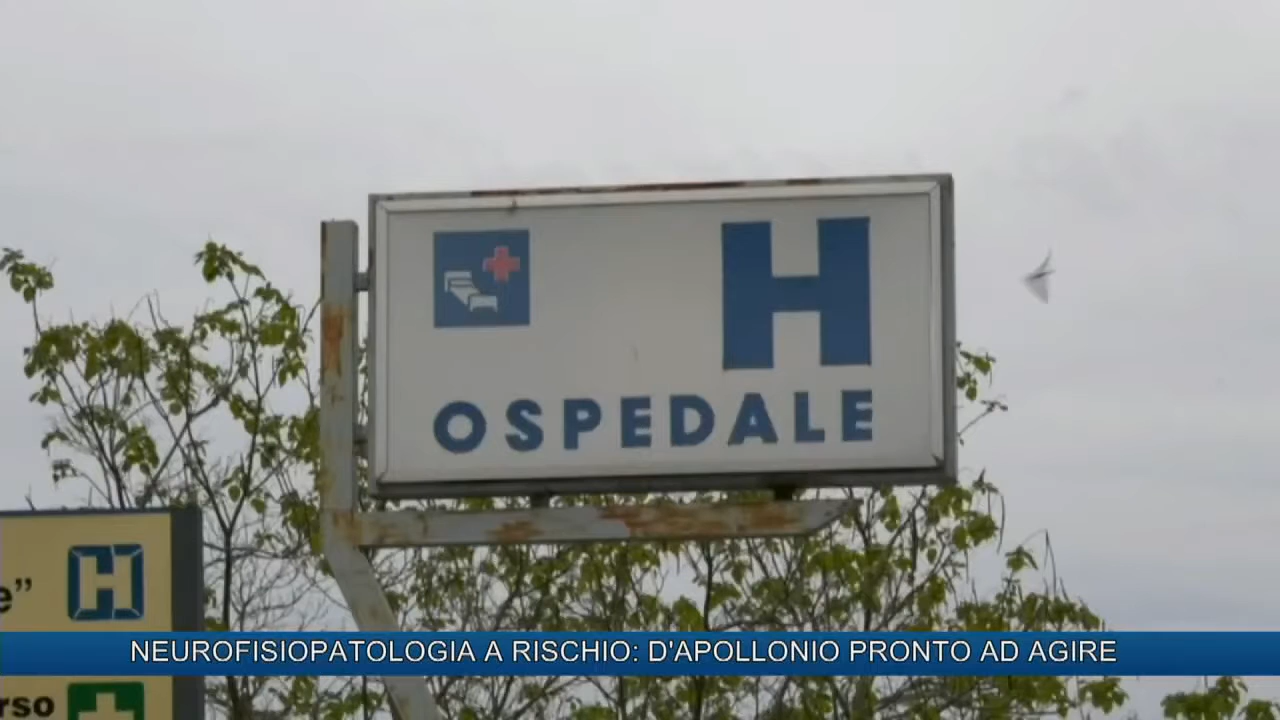 H
OSPEDALE
H
NEUROFISIOPATOLOGIA A RISCHIO: D'APOLLONIO PRONTO AD AGIRE